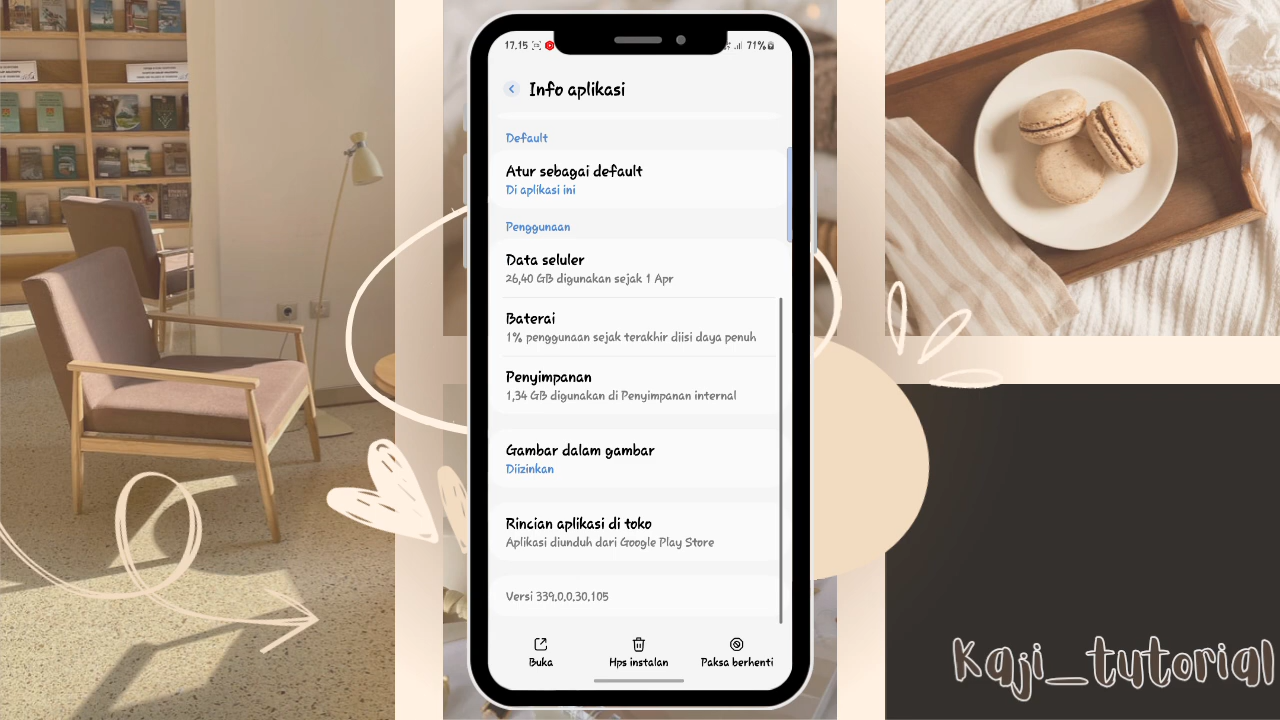 17.15
71%
Info aplikasi
Default
Atur sebagai default
Di aplikasi ini
Penggunaan
Data seluler
26,40 GB digunakan sejak 1 Apr
Baterai
1% penggunaan sejak terakhir diisi daya penuh
Penyimpanan
1,34 GB digunakan di Penyimpanan internal
Gambar dalam gambar
Diizinkan
Rincian aplikasi di toko
Aplikasi diunduh dari Google Play Store
Versi 339.0.0.30.105
Buka
Hps instalan
Paksa berhenti
Kaji_tutorial